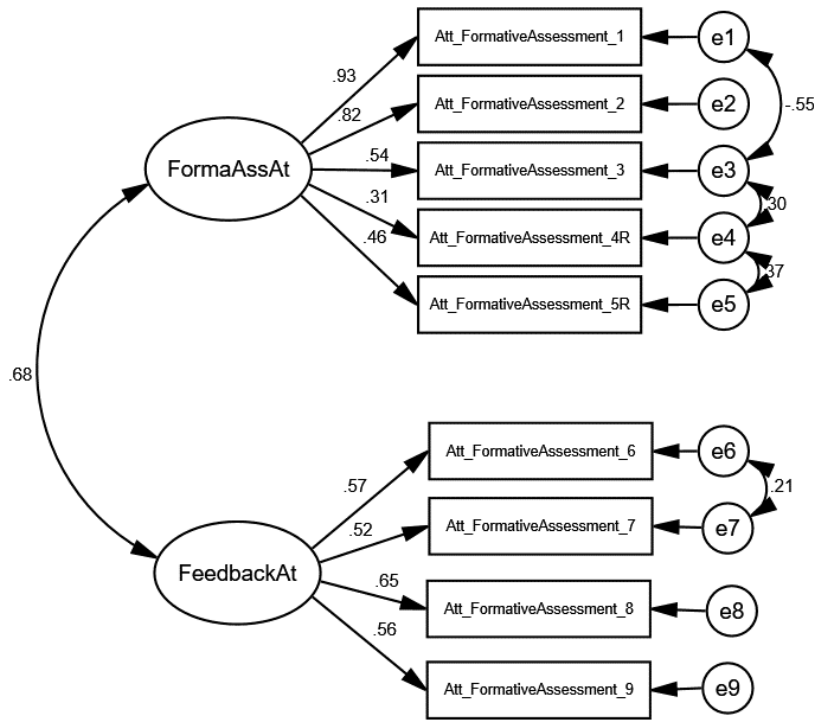 Att_FormativeAssessment_1
e1
.93
Att_FormativeAssessment_2
e2
-.55
.82
FormaAssAt
.54
Att_FormativeAssessment_3
e3
.31
.30
Att_FormativeAssessment_4R
e4
.46
.37
Att_FormativeAssessment_5R
e5
.68
Att_FormativeAssessment_6
e6
.57
.21
.52
Att_FormativeAssessment_7
e7
FeedbackAt
.65
Att_FormativeAssessment_8
e8
.56
Att_FormativeAssessment_9
e9